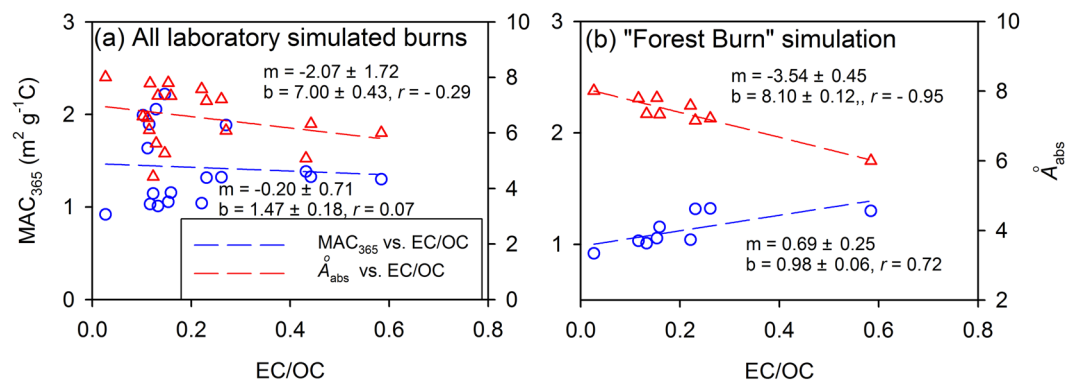 (a) All laboratory simulated burns
m = -2.07 ± 1.72
b = 7.00 ± 0.43, r = - 0.29
m = -0.20 ± 0.71
b = 1.47 ± 0.18, r = 0.07
MAC365 vs. EC/OC
Åabs vs. EC/OC
MAC365 (m2 g-1C)
3
2
1
0
10
8
6
4
2
0
0.0 0.2 0.4 0.6 0.8
EC/OC
(b) "Forest Burn" simulation
m = -3.54 ± 0.45
b = 8.10 ± 0.12,, r = - 0.95
m = 0.69 ± 0.25
b = 0.98 ± 0.06, r = 0.72
3
2
1
10
8
6
4
2
Åabs
0.0 0.2 0.4 0.6 0.8
EC/OC